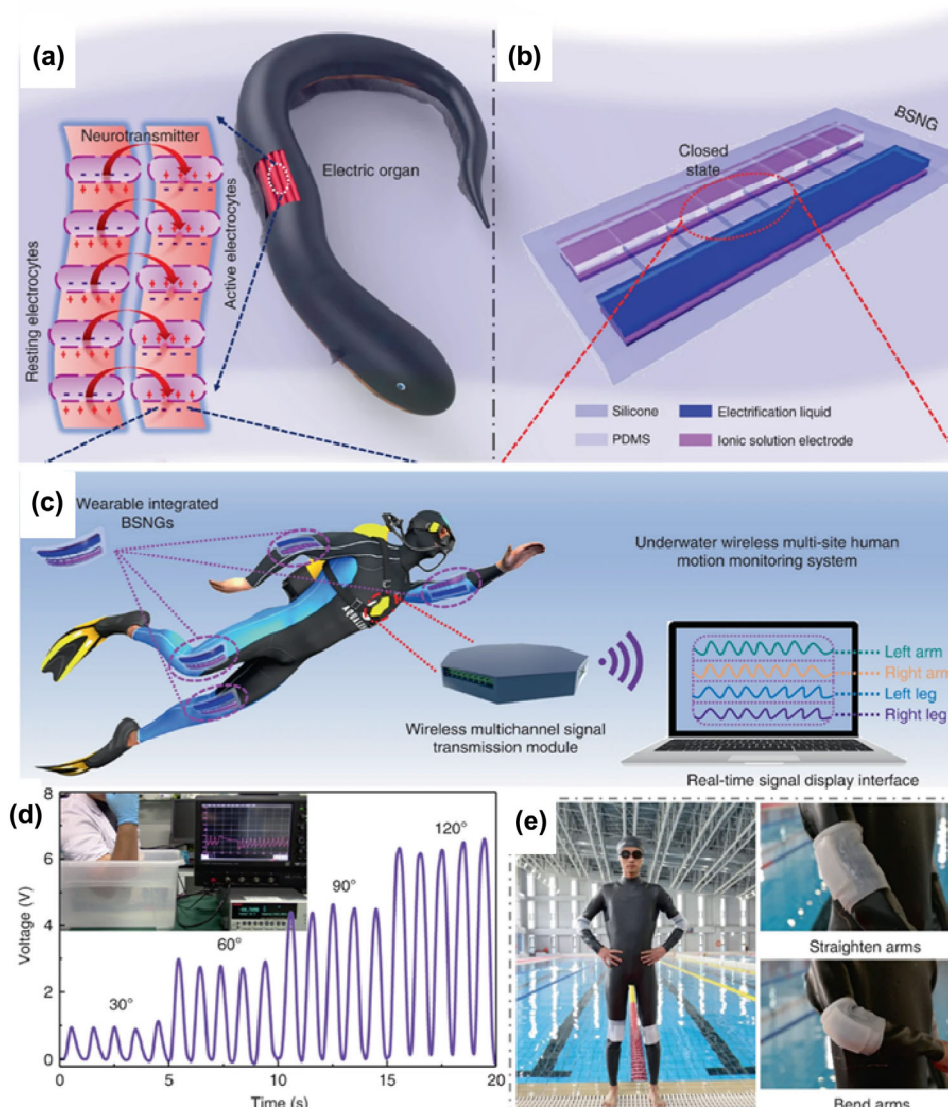 (a)
Neurotransmitter
Resting electrocytes
Active electrocytes
Electric organ
(b)
BSNG
Closed
state
Silicone
Electrification liquid
PDMS
Ionic solution electrode
(c)
Wearable integrated
BSNGs
Underwater wireless multi-site human
motion monitoring system
Left arm
Right arm
Left leg
Right leg
Wireless multichannel signal
transmission module
Real-time signal display interface
(d)
Voltage (V)
8
6
4
2
0
30°
60°
90°
120°
0
5
10
15
20
Time (s)
(e)
Straighten arms
Bend arms